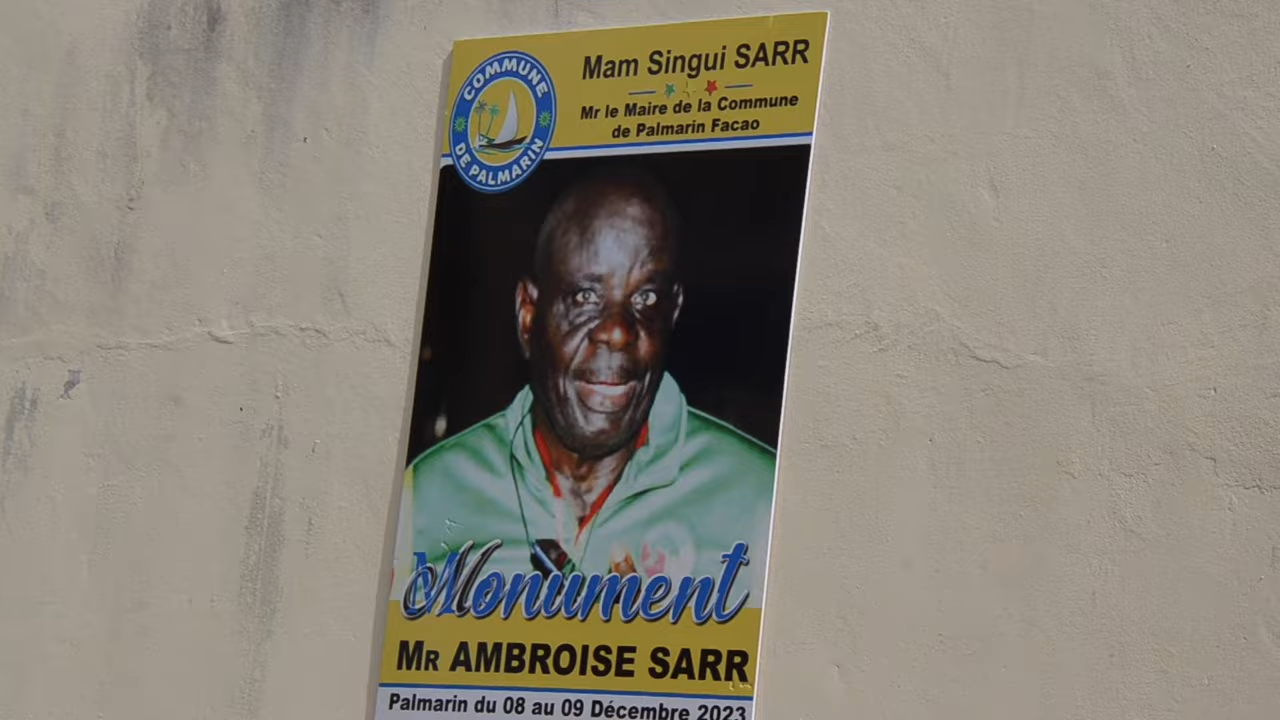 COMMUNE
DE PALMARIN
Mam Singui SARR
Mr le Maire de la Commune
de Palmarin Facao
Monument
MR AMBROISE SARR
Palmarin du 08 au 09 Décembre 2023